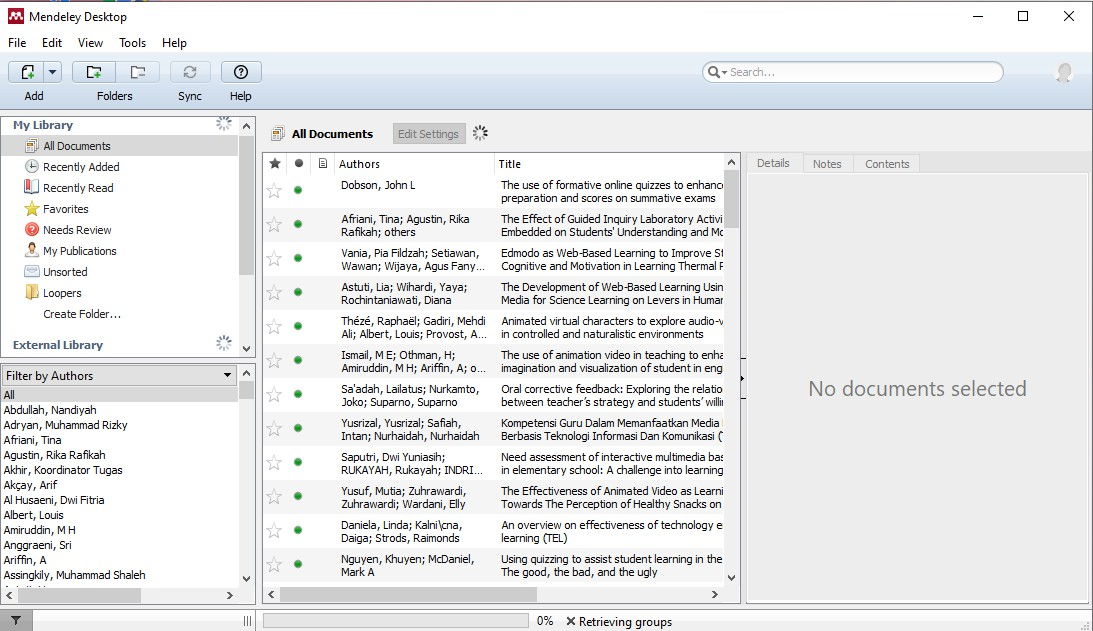 Mendeley Desktop
File Edit View Tools Help
Search...
Add Folders Sync Help
My Library
All Documents
Recently Added
Recently Read
Favorites
Needs Review
My Publications
Unsorted
Loopers
Create Folder...
External Library
Filter by Authors
All
Abdullah, Nandiyah
Adryan, Muhammad Rizky
Afriani, Tina
Agustin, Rika Rafikah
Akhir, Koordinator Tugas
Akçay, Arif
Al Husaeni, Dwi Fitria
Albert, Louis
Amiruddin, M H
Anggraeni, Sri
Ariffin, A
Assingkily, Muhammad Shaleh
All Documents Edit Settings
Authors Title
Dobson, John L
The use of formative online quizzes to enhance
preparation and scores on summative exams
Afriani, Tina; Agustin, Rika
Rafikah; others
The Effect of Guided Inquiry Laboratory Activi
Embedded on Students' Understanding and Mo
Vania, Pia Fildzah; Setiawan,
Wawan; Wijaya, Agus Fany...
Edmodo as Web-Based Learning to Improve St
Cognitive and Motivation in Learning Thermal P
Astuti, Lia; Wihardi, Yaya;
Rochintaniawati, Diana
The Development of Web-Based Learning Usin
Media for Science Learning on Levers in Human
Thézé, Raphaël; Gadiri, Mehdi
Ali; Albert, Louis; Provost, A...
Animated virtual characters to explore audio-v
in controlled and naturalistic environments
Ismail, M E; Othman, H;
Amiruddin, M H; Ariffin, A; o...
The use of animation video in teaching to enha
imagination and visualization of student in eng
Sa'adah, Lailatus; Nurkamto,
Joko; Suparno, Suparno
Oral corrective feedback: Exploring the relatio
between teacher's strategy and students' willi
Yusrizal, Yusrizal; Safiah,
Intan; Nurhaidah, Nurhaidah
Kompetensi Guru Dalam Memanfaatkan Media
Berbasis Teknologi Informasi Dan Komunikasi (
Saputri, Dwi Yuniasih;
RUKAYAH, Rukayah; INDRI...
Need assessment of interactive multimedia bas
in elementary school: A challenge into learning
Yusuf, Mutia; Zuhrawardi,
Zuhrawardi; Wardani, Elly
The Effectiveness of Animated Video as Learni
Towards The Perception of Healthy Snacks on
Daniela, Linda; Kalni\cna,
Daiga; Strods, Raimonds
An overview on effectiveness of technology e
learning (TEL)
Nguyen, Khuyen; McDaniel,
Mark A
Using quizzing to assist student learning in the
The good, the bad, and the ugly
Details Notes Contents
No documents selected
0% Retrieving groups